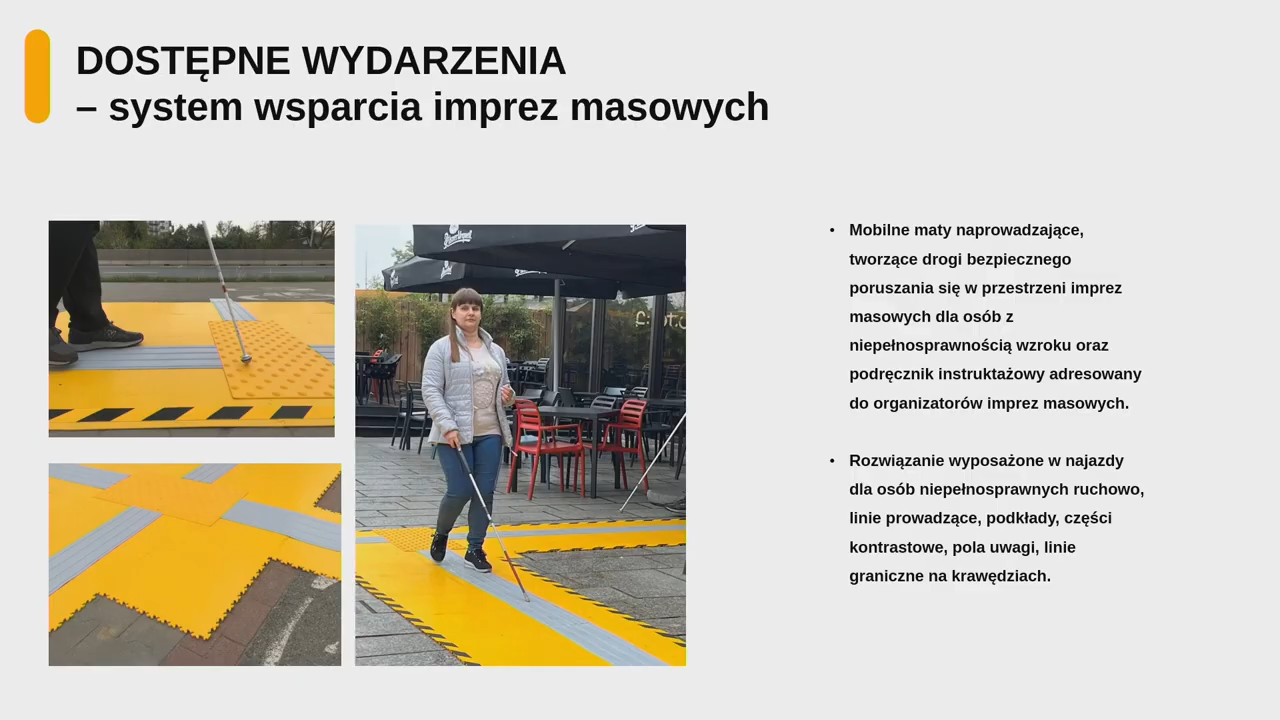 DOSTĘPNE WYDARZENIA
– system wsparcia imprez masowych
• Mobilne maty naprowadzające,
tworzące drogi bezpiecznego
poruszania się w przestrzeni imprez
masowych dla osób z
niepełnosprawnością wzroku oraz
podręcznik instruktażowy adresowany
do organizatorów imprez masowych.
• Rozwiązanie wyposażone w najazdy
dla osób niepełnosprawnych ruchowo,
linie prowadzące, podkłady, części
kontrastowe, pola uwagi, linie
graniczne na krawędziach.